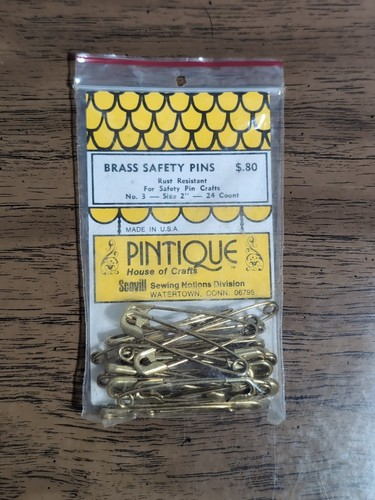 BRASS SAFETY PINS $.80
Rust Resistant
For Safety Pin Crafts
No. 3 — Size 2" — 24 Count
MADE IN U.S.A.
PINTIQUE
House of Crafts
Scovill Sewing Notions Division
WATERTOWN, CONN. 06795